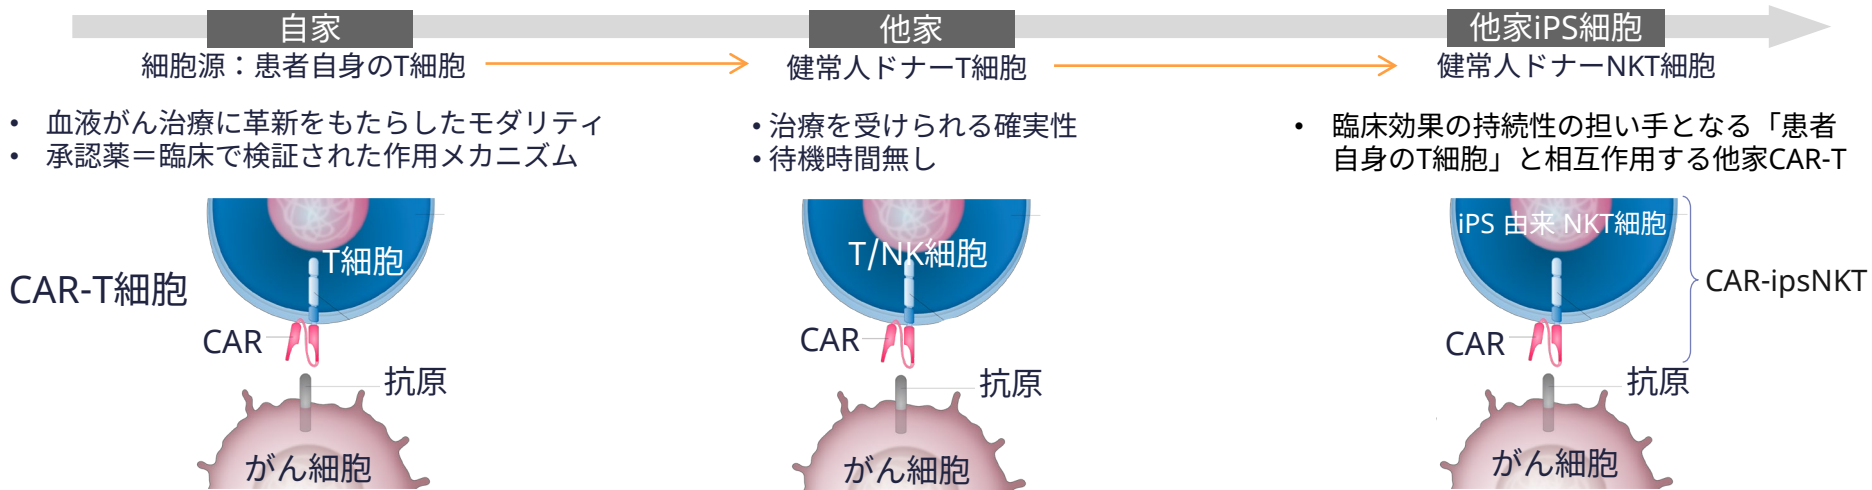 自家
他家
他家iPS細胞
細胞源：患者自身のT細胞
健常人ドナーT細胞
健常人ドナーNKT細胞
• 血液がん治療に革新をもたらしたモダリティ
• 承認薬＝臨床で検証された作用メカニズム
• 治療を受けられる確実性
• 待機時間無し
• 臨床効果の持続性の担い手となる「患者
自身のT細胞」と相互作用する他家CAR-T
CAR-T細胞
T細胞
CAR
抗原
がん細胞
T/NK細胞
CAR
抗原
がん細胞
iPS 由来 NKT細胞
CAR-ipsNKT
CAR
抗原
がん細胞